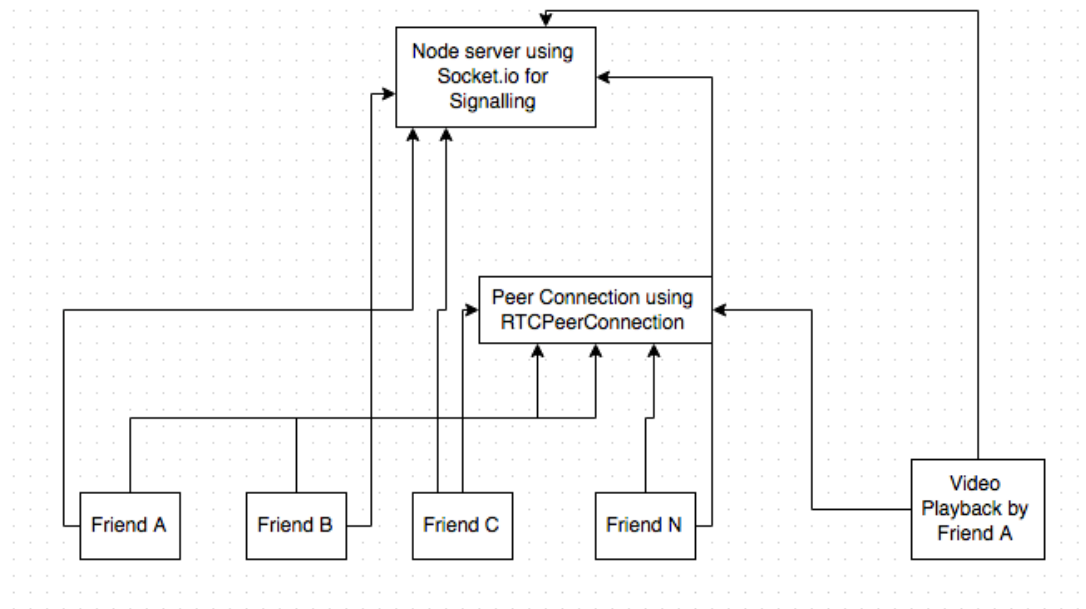 Node server using
Socket.io for
Signalling
Peer Connection using
RTCPeerConnection
Friend A
Friend B
Friend C
Friend N
Video
Playback by
Friend A